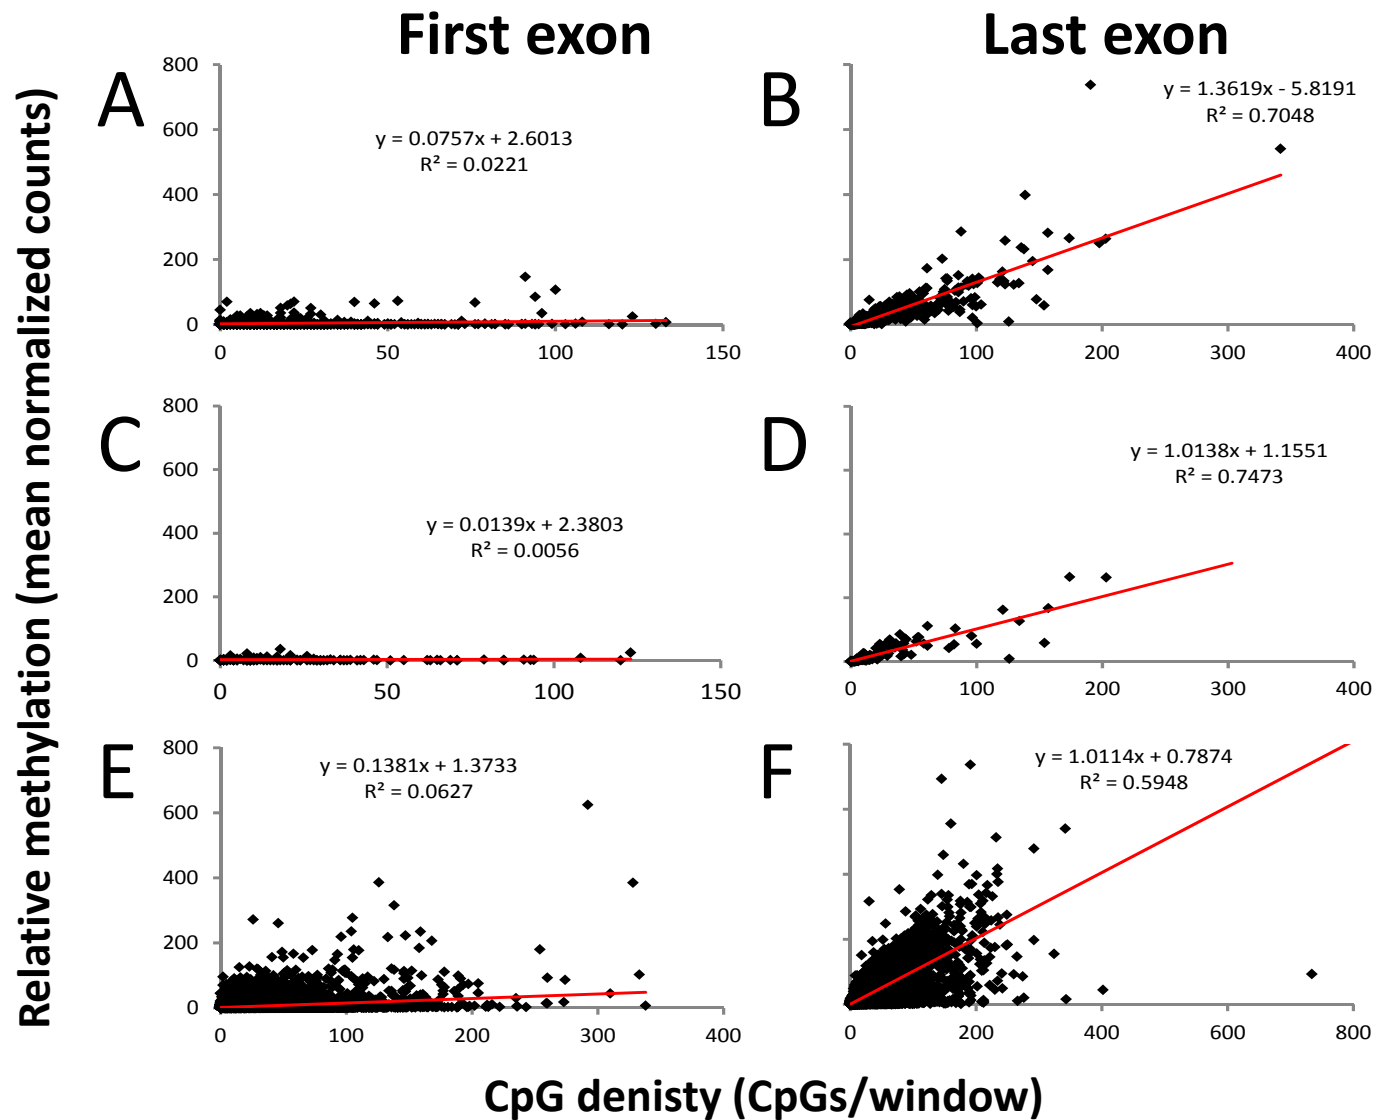 First exon
Last exon
Relative methylation (mean normalized counts)
A
800
600
400
200
0
y = 0.0757x + 2.6013
R² = 0.0221
0 50 100 150
B
y = 1.3619x - 5.8191
R² = 0.7048
0 100 200 300 400
C
800
600
400
200
0
y = 0.0139x + 2.3803
R² = 0.0056
0 50 100 150
D
y = 1.0138x + 1.1551
R² = 0.7473
0 100 200 300 400
E
800
600
400
200
0
y = 0.1381x + 1.3733
R² = 0.0627
0 100 200 300 400
F
y = 1.0114x + 0.7874
R² = 0.5948
0 200 400 600 800
CpG denisty (CpGs/window)